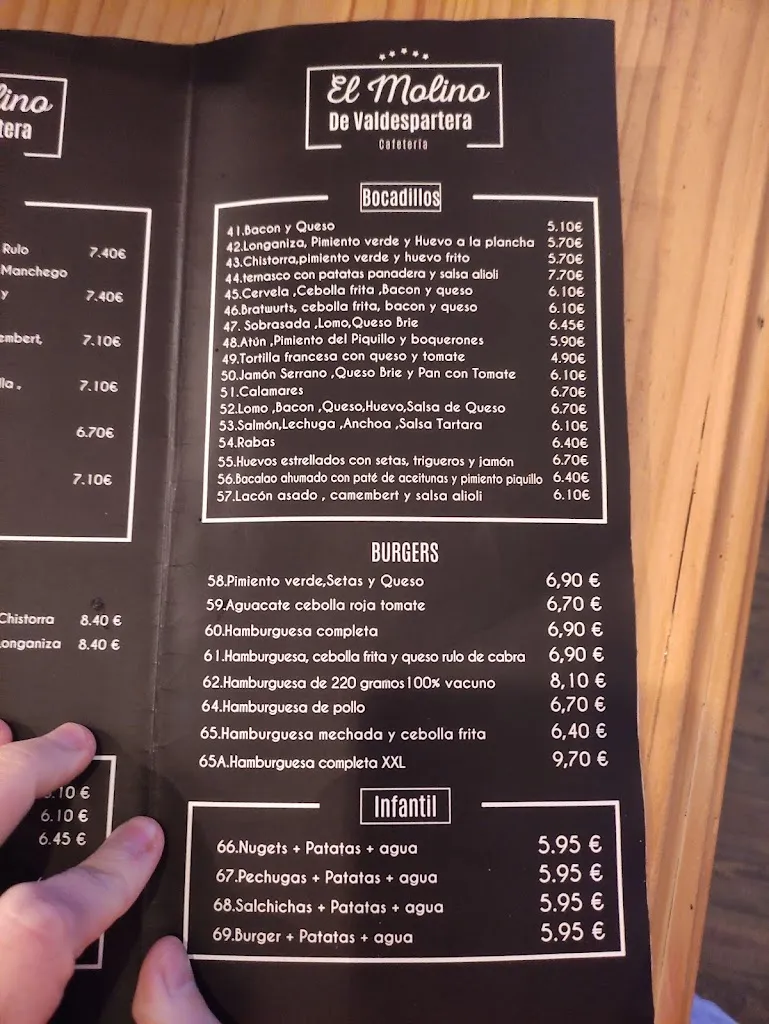 lino
tera
Rulo 7.40€
Manchego
y 7.40€
embert, 7.10€
lla . 7.10€
6.70€
7.10€
Chistorra 8.40 €
onganiza 8.40 €
.10 €
6.10 €
6.45 €
El Molino
De Valdespartera
Cafetería
Bocadillos
41.Bacon y Queso 5.10€
42.Longaniza, Pimiento verde y Huevo a la plancha 5.70€
43.Chistorra,pimiento verde y huevo frito 5.70€
44.ternasco con patatas panadera y salsa alioli 7.70€
45.Cervela ,Cebolla frita ,Bacon y queso 6.10€
46.Bratwurts, cebolla frita, bacon y queso 6.10€
47. Sobrasada ,Lomo,Queso Brie 6.45€
48.Atún ,Pimiento del Piquillo y boquerones 5.90€
49.Tortilla francesa con queso y tomate 4.90€
50.Jamón Serrano ,Queso Brie y Pan con Tomate 6.10€
51.Calamares 6.70€
52.Lomo ,Bacon ,Queso,Huevo,Salsa de Queso 6.70€
53.Salmón,Lechuga ,Anchoa ,Salsa Tartara 6.10€
54.Rabas 6.40€
55.Huevos estrellados con setas, trigueros y jamón 6.70€
56.Bacalao ahumado con paté de aceitunas y pimiento piquillo 6.40€
57.Lacón asado , camembert y salsa alioli 6.10€
BURGERS
58.Pimiento verde,Setas y Queso 6,90 €
59.Aguacate cebolla roja tomate 6,70 €
60.Hamburguesa completa 6,90 €
61.Hamburguesa, cebolla frita y queso rulo de cabra 6,90 €
62.Hamburguesa de 220 gramos100% vacuno 8,10 €
64.Hamburguesa de pollo 6,70 €
65.Hamburguesa mechada y cebolla frita 6,40 €
65A.Hamburguesa completa XXL 9,70 €
Infantil
66.Nugets + Patatas + agua 5.95 €
67.Pechugas + Patatas + agua 5.95 €
68.Salchichas + Patatas + agua 5.95 €
69.Burger + Patatas + agua 5.95 €